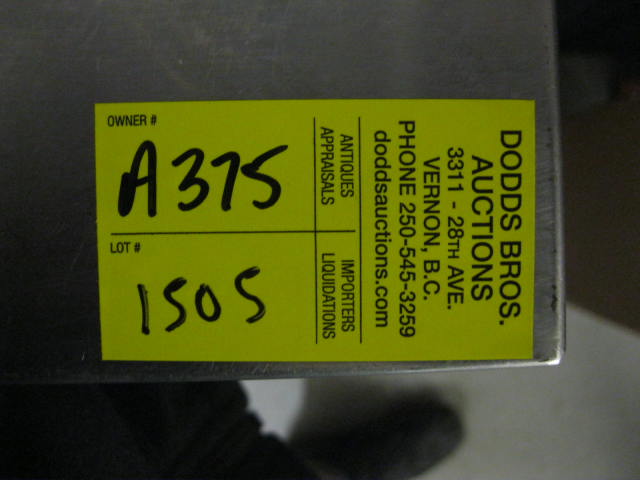 OWNER #
A375
LOT #
1505
ANTIQUES
APPRAISALS
IMPORTERS
LIQUIDATIONS
DODDS BROS.
AUCTIONS
3311 - 28TH AVE.
VERNON, B.C.
PHONE 250-545-3259
doddsauctions.com